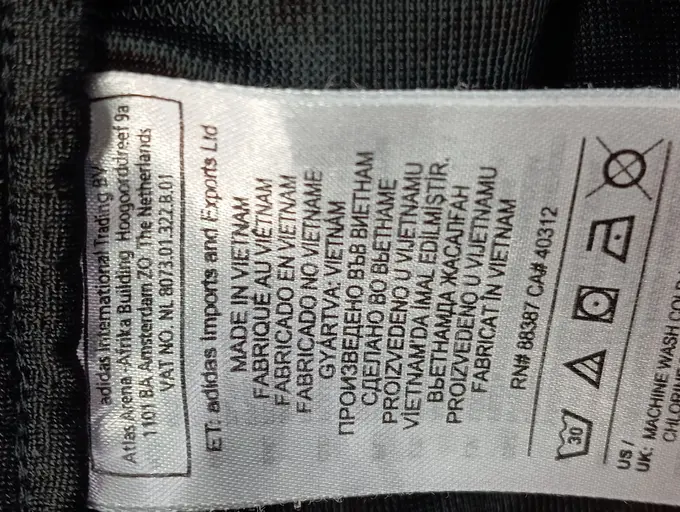 adidas International Trading BV
Atlas Arena -Afrika Building Hoogoorddreef 9a
1101 BA Amsterdam ZO The Netherlands
VAT NO. NL 8073.01.322.B.01
ET: adidas Imports and Exports Ltd
MADE IN VIETNAM
FABRIQUÉ AU VIÊTNAM
FABRICADO EN VIETNAM
FABRICADO NO VIETNAME
GYÁRTVA: VIETNAM
ПРОИЗВЕДЕНО ВЪВ ВИЕТНАМ
СДЕЛАНО ВО ВЬЕТНАМЕ
PROIZVEDENO U VIJETNAMU
VİETNAM'DA İMAL EDİLMİŞTİR.
ВЬЕТНАМДА ЖАСАЛҒАН
PROIZVEDENO U VIJETNAMU
FABRICAT ÎN VIETNAM
RN# 88387 CA# 40312
30
US /
UK: MACHINE WASH COLD
CHLORINE